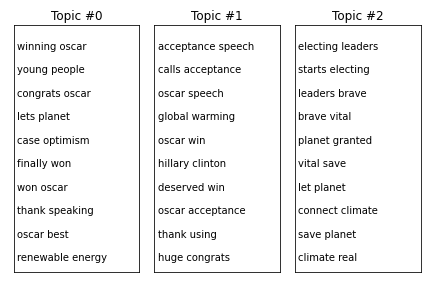 Topic #0
winning oscar
young people
congrats oscar
lets planet
case optimism
finally won
won oscar
thank speaking
oscar best
renewable energy
Topic #1
acceptance speech
calls acceptance
oscar speech
global warming
oscar win
hillary clinton
deserved win
oscar acceptance
thank using
huge congrats
Topic #2
electing leaders
starts electing
leaders brave
brave vital
planet granted
vital save
let planet
connect climate
save planet
climate real